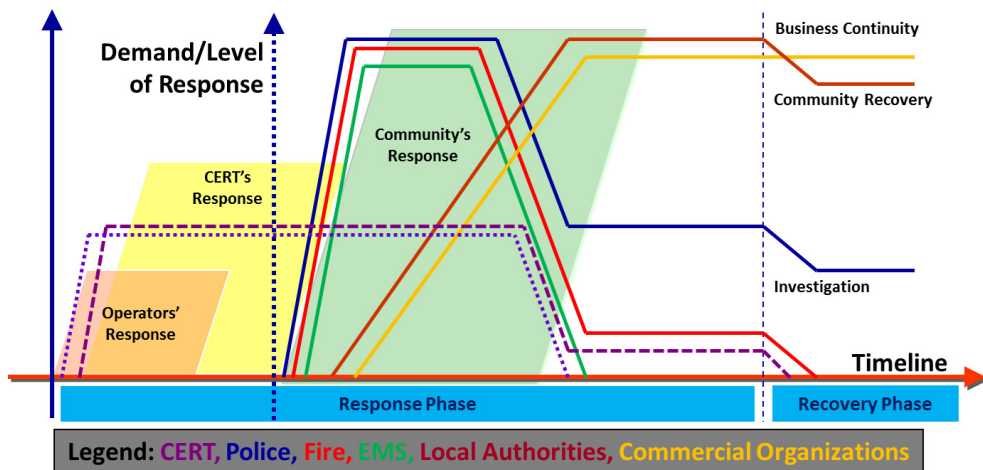 Demand/Level
of Response
Business Continuity
Community Recovery
Community's
Response
CERT's
Response
Operators'
Response
Investigation
Timeline
Response Phase
Recovery Phase
Legend: CERT, Police, Fire, EMS, Local Authorities, Commercial Organizations